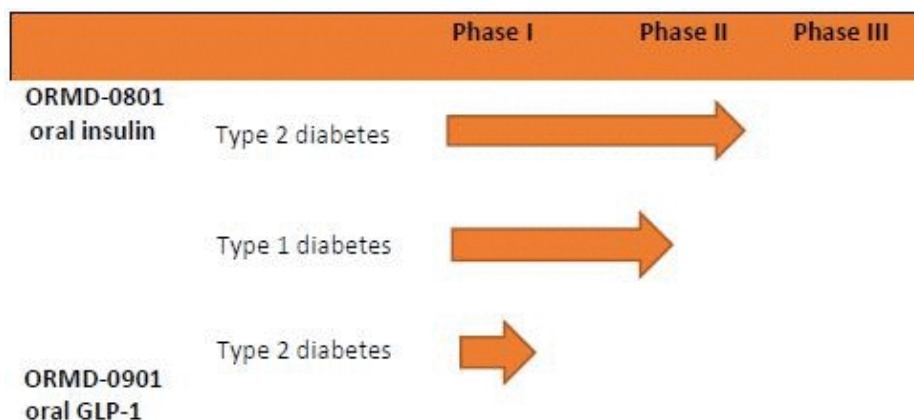 Phase I Phase II Phase III
ORMD-0801
oral insulin
Type 2 diabetes
Type 1 diabetes
Type 2 diabetes
ORMD-0901
oral GLP-1